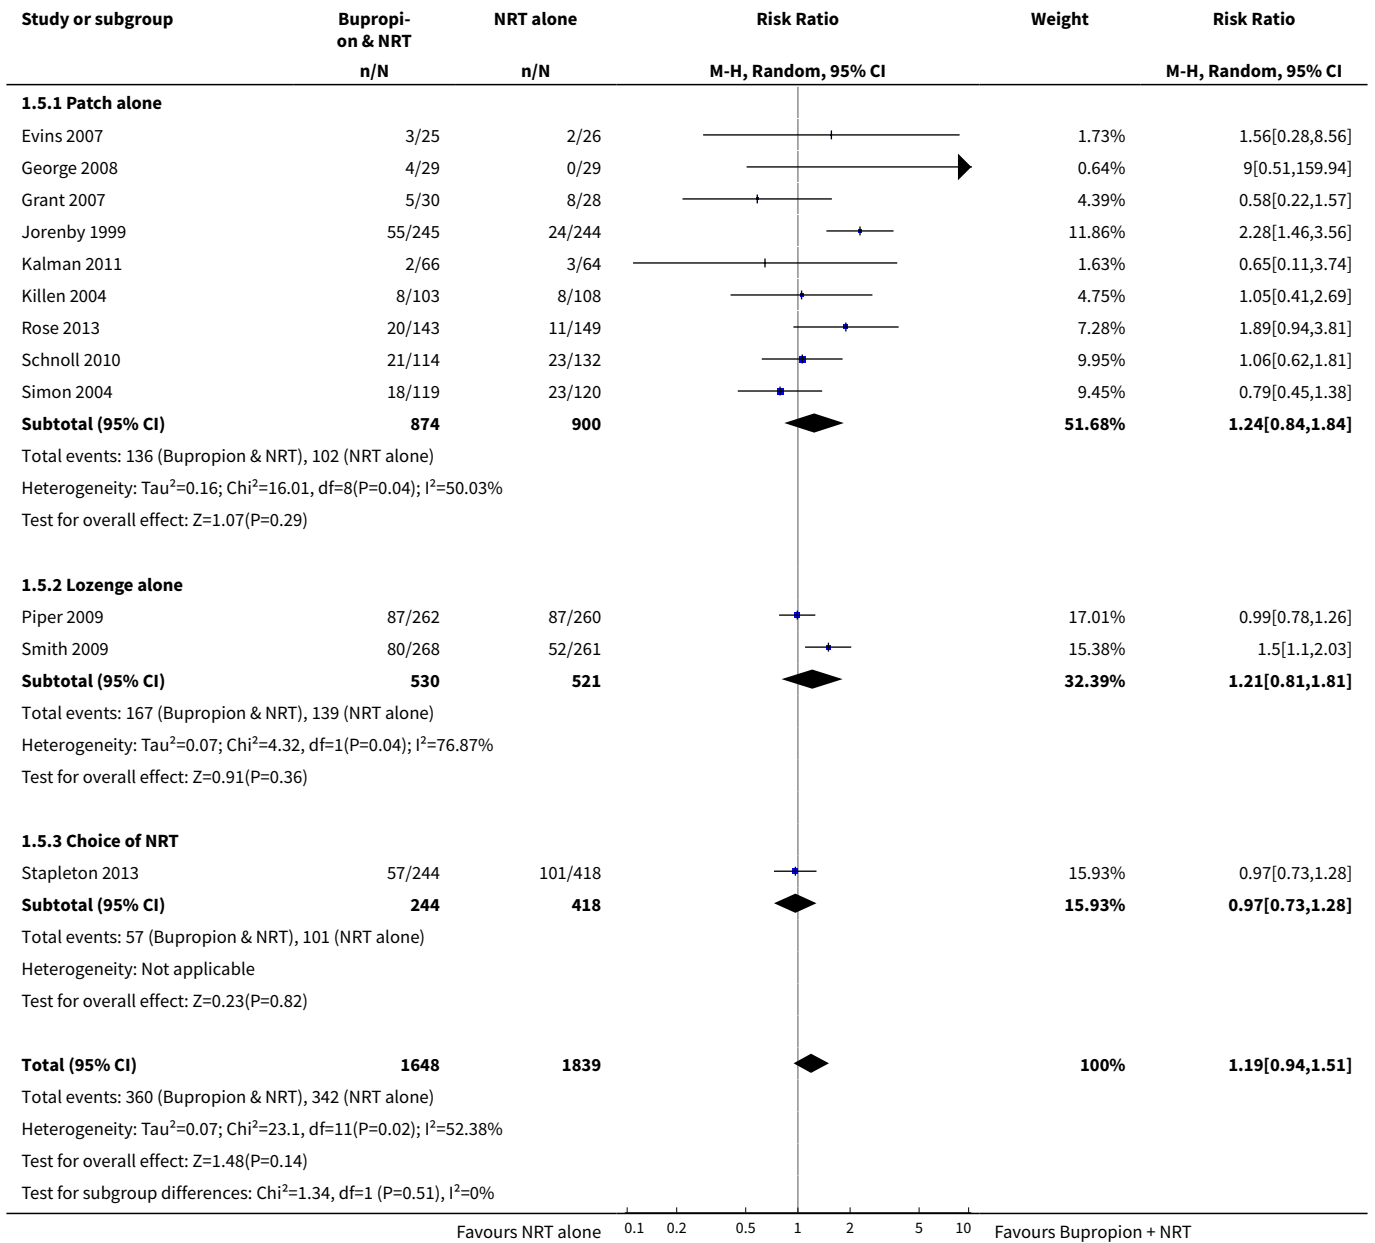 Study or subgroup Bupropi- NRT alone Risk Ratio Weight Risk Ratio
on & NRT
n/N n/N M-H, Random, 95% CI M-H, Random, 95% CI
1.5.1 Patch alone
Evins 2007 3/25 2/26 1.73% 1.56[0.28,8.56]
George 2008 4/29 0/29 0.64% 9[0.51,159.94]
Grant 2007 5/30 8/28 4.39% 0.58[0.22,1.57]
Jorenby 1999 55/245 24/244 11.86% 2.28[1.46,3.56]
Kalman 2011 2/66 3/64 1.63% 0.65[0.11,3.74]
Killen 2004 8/103 8/108 4.75% 1.05[0.41,2.69]
Rose 2013 20/143 11/149 7.28% 1.89[0.94,3.81]
Schnoll 2010 21/114 23/132 9.95% 1.06[0.62,1.81]
Simon 2004 18/119 23/120 9.45% 0.79[0.45,1.38]
Subtotal (95% CI) 874 900 51.68% 1.24[0.84,1.84]
Total events: 136 (Bupropion & NRT), 102 (NRT alone)
Heterogeneity: Tau²=0.16; Chi²=16.01, df=8(P=0.04); I²=50.03%
Test for overall effect: Z=1.07(P=0.29)
1.5.2 Lozenge alone
Piper 2009 87/262 87/260 17.01% 0.99[0.78,1.26]
Smith 2009 80/268 52/261 15.38% 1.5[1.1,2.03]
Subtotal (95% CI) 530 521 32.39% 1.21[0.81,1.81]
Total events: 167 (Bupropion & NRT), 139 (NRT alone)
Heterogeneity: Tau²=0.07; Chi²=4.32, df=1(P=0.04); I²=76.87%
Test for overall effect: Z=0.91(P=0.36)
1.5.3 Choice of NRT
Stapleton 2013 57/244 101/418 15.93% 0.97[0.73,1.28]
Subtotal (95% CI) 244 418 15.93% 0.97[0.73,1.28]
Total events: 57 (Bupropion & NRT), 101 (NRT alone)
Heterogeneity: Not applicable
Test for overall effect: Z=0.23(P=0.82)
Total (95% CI) 1648 1839 100% 1.19[0.94,1.51]
Total events: 360 (Bupropion & NRT), 342 (NRT alone)
Heterogeneity: Tau²=0.07; Chi²=23.1, df=11(P=0.02); I²=52.38%
Test for overall effect: Z=1.48(P=0.14)
Test for subgroup differences: Chi²=1.34, df=1 (P=0.51), I²=0%
Favours NRT alone 0.1 0.2 0.5 1 2 5 10 Favours Bupropion + NRT